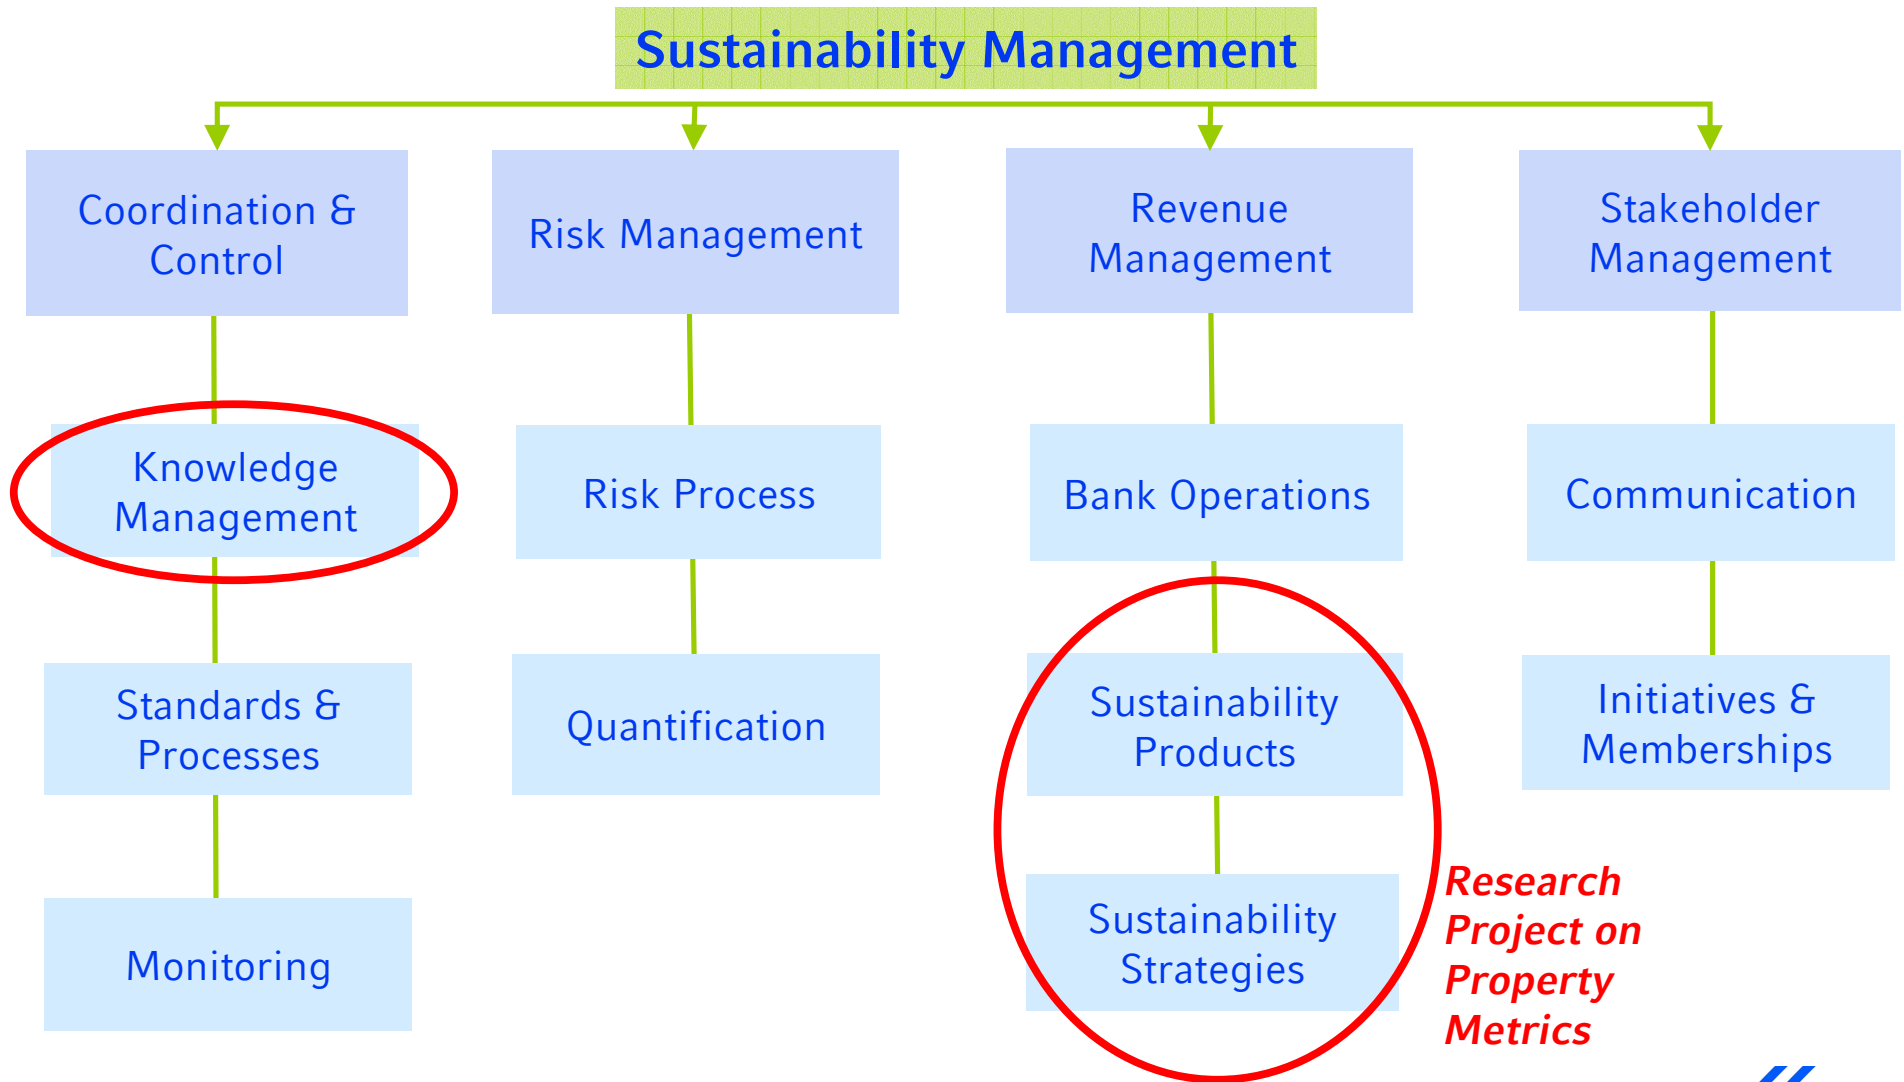 Sustainability Management
Coordination &
Control
Risk Management
Revenue
Management
Stakeholder
Management
Knowledge
Management
Risk Process
Bank Operations
Communication
Standards &
Processes
Quantification
Sustainability
Products
Initiatives &
Memberships
Monitoring
Sustainability
Strategies
Research
Project on
Property
Metrics